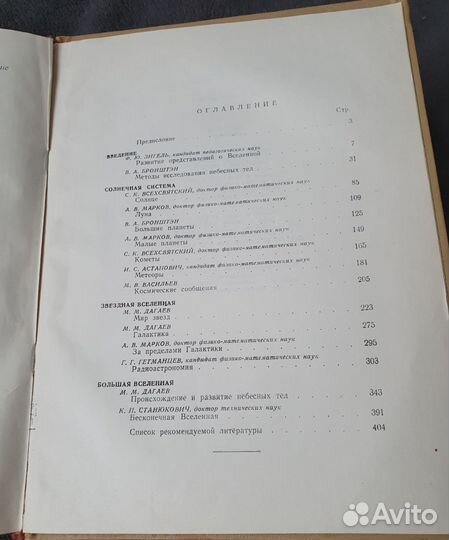 ие
ОГЛАВЛЕНИЕ
Стр.
Предисловие 3
ВВЕДЕНИЕ
Ф. Ю. ЗИГЕЛЬ, кандидат педагогических наук
Развитие представлений о Вселенной 7
В. А. БРОНШТЭН
Методы исследования небесных тел 31
СОЛНЕЧНАЯ СИСТЕМА
С. К. ВСЕХСВЯТСКИЙ, доктор физико-математических наук
Солнце 85
А. В. МАРКОВ, доктор физико-математических наук
Луна 109
В. А. БРОНШТЭН
Большие планеты 125
А. В. МАРКОВ, доктор физико-математических наук
Малые планеты 149
С. К. ВСЕХСВЯТСКИЙ, доктор физико-математических наук
Кометы 165
И. С. АСТАПОВИЧ, кандидат физико-математических наук
Метеоры 181
М. В. ВАСИЛЬЕВ
Космические сообщения 205
ЗВЕЗДНАЯ ВСЕЛЕННАЯ
М. М. ДАГАЕВ
Мир звезд 223
М. М. ДАГАЕВ
Галактика 275
А. В. МАРКОВ, доктор физико-математических наук
За пределами Галактики 295
Г. Г. ГЕТМАНЦЕВ, кандидат физико-математических наук
Радиоастрономия 303
БОЛЬШАЯ ВСЕЛЕННАЯ
М. М. ДАГАЕВ
Происхождение и развитие небесных тел 343
К. П. СТАНЮКОВИЧ, доктор технических наук
Бесконечная Вселенная 391
Список рекомендуемой литературы 404
Avito